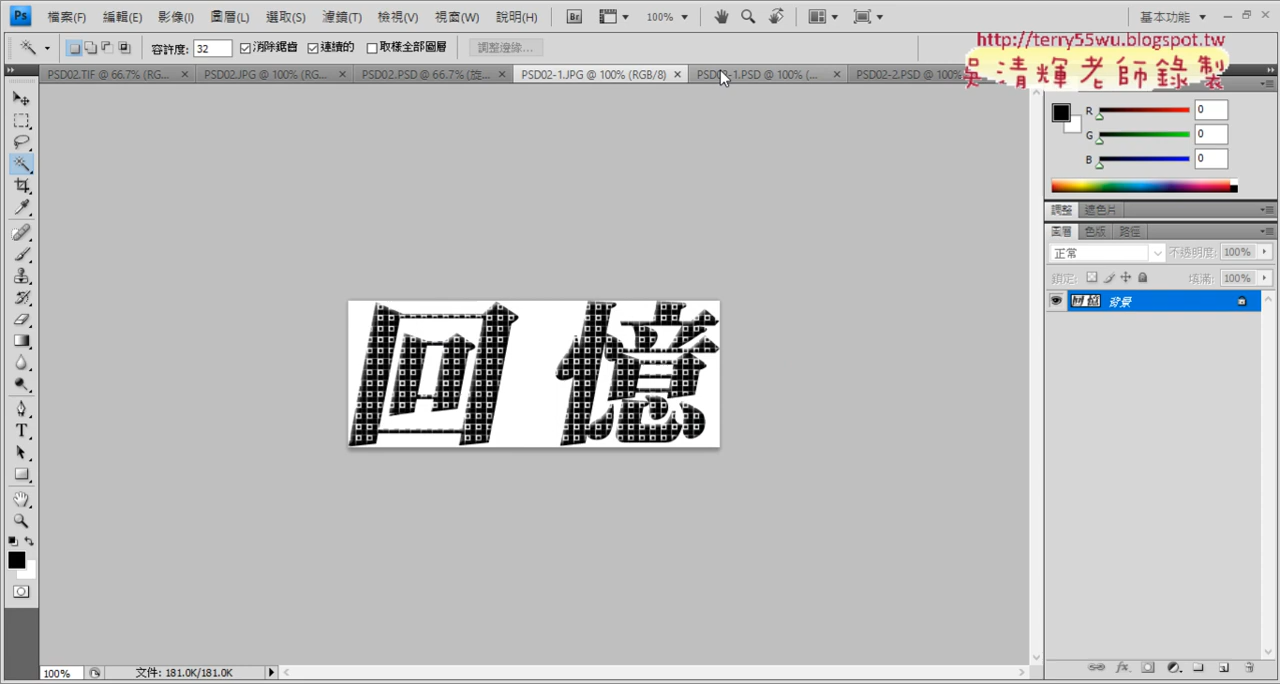 Ps 檔案(F) 編輯(E) 影像(I) 圖層(L) 選取(S) 濾鏡(T) 檢視(V) 視窗(W) 說明(H) Br 100% 基本功能
容許度: 32 消除鋸齒 連續的 取樣全部圖層 調整邊緣...
http://terry55wu.blogspot.tw
吳清輝老師錄製
PSD02.TIF @ 66.7% (RG... PSD02.JPG @ 100% (RG... PSD02.PSD @ 66.7% (旋... PSD02-1.JPG @ 100% (RGB/8) -1.PSD @ 100% (... PSD02-2.PSD @ 100%
R 0
G 0
B 0
調整 遮色片
圖層 色版 路徑
正常 不透明度: 100%
鎖定: 填滿: 100%
回憶 背景
回憶
100% 文件: 181.0K/181.0K